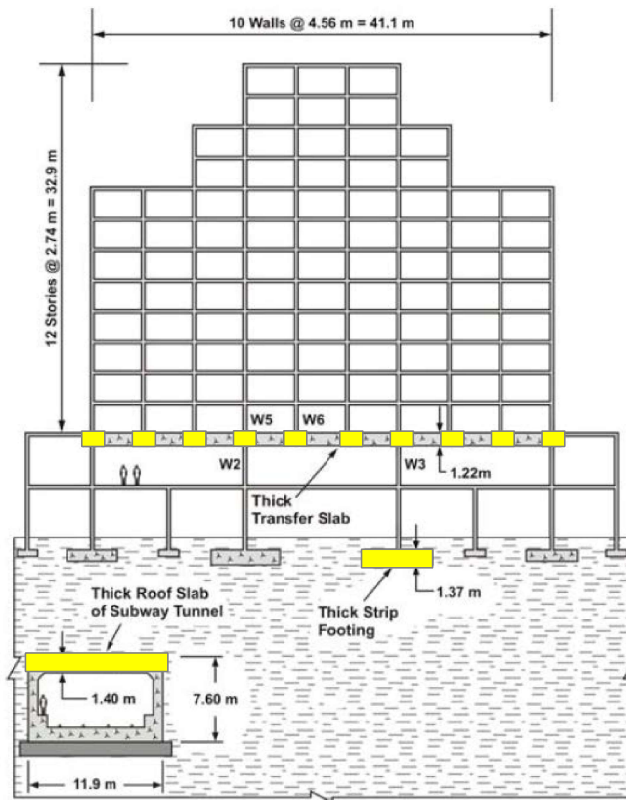 10 Walls @ 4.56 m = 41.1 m
12 Stories @ 2.74 m = 32.9 m
W5
W6
W2
W3
1.22m
Thick
Transfer Slab
Thick Roof Slab
of Subway Tunnel
Thick Strip
Footing
1.37 m
1.40 m
7.60 m
11.9 m